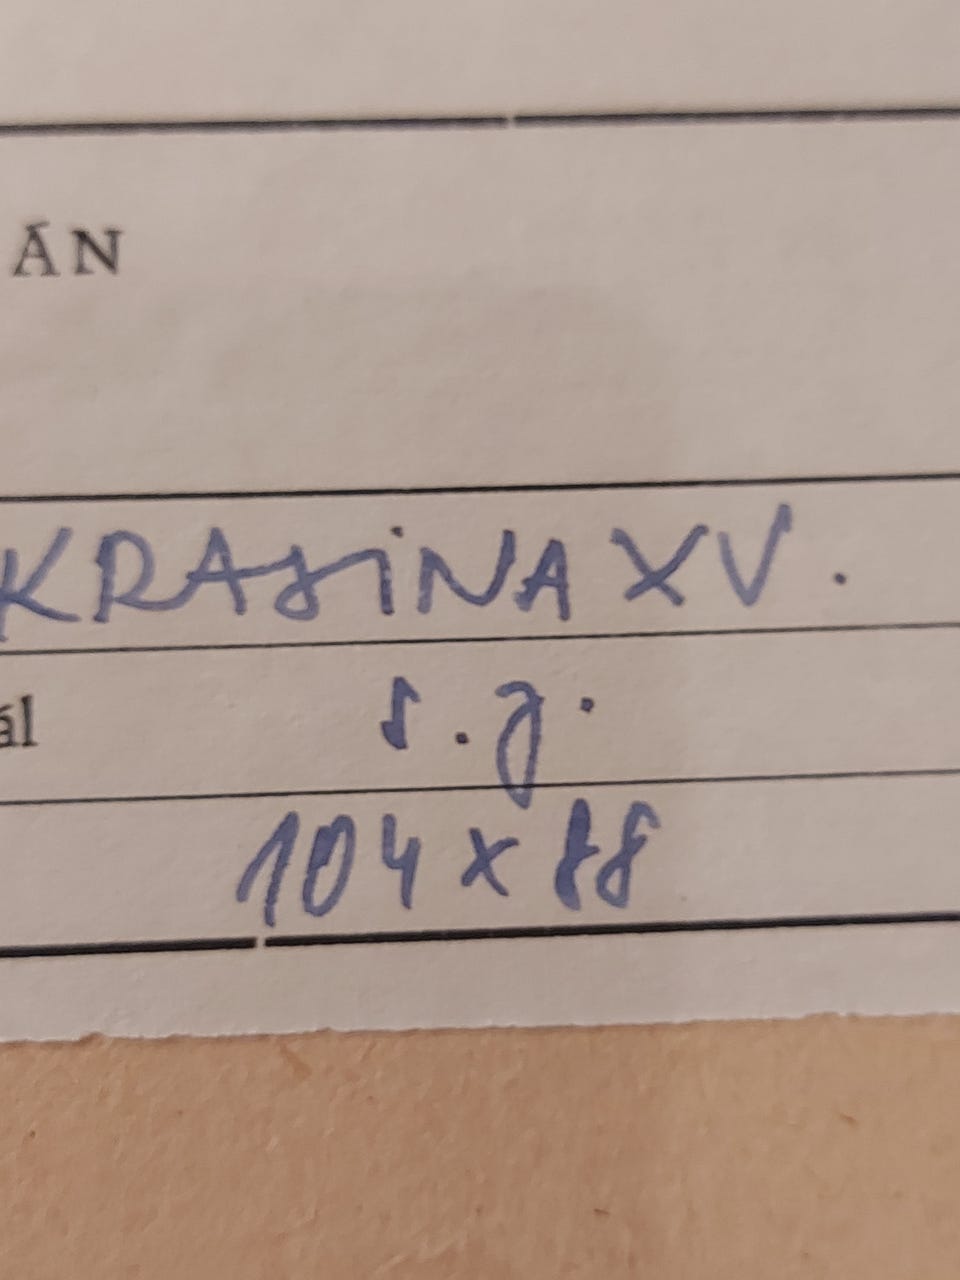 ÁN
KRAJINA XV.
ál s. g.
104 x 88